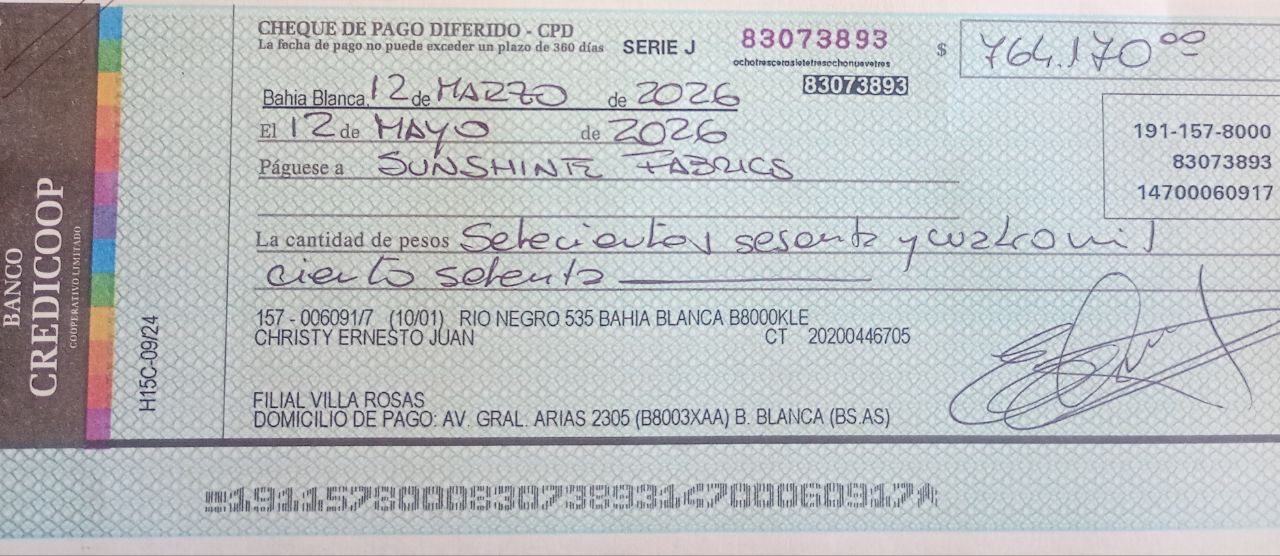 CHEQUE DE PAGO DIFERIDO - CPD
La fecha de pago no puede exceder un plazo de 360 días
SERIE J
83073893
ochotrescerosietetresochonuevetres
83073893
$ 764.17000
Bahia Blanca, 12 de MARZO de 2026
El 12 de MAYO de 2026
Páguese a SUNSHINE FABRICS
191-157-8000
83073893
14700060917
La cantidad de pesos Setecientos sesenta y cuatro mil
ciento setenta
157 - 006091/7 (10/01) RIO NEGRO 535 BAHIA BLANCA B8000KLE
CHRISTY ERNESTO JUAN CT 20200446705
FILIAL VILLA ROSAS
DOMICILIO DE PAGO: AV. GRAL. ARIAS 2305 (B8003XAA) B. BLANCA (BS.AS)
BANCO
CREDICOOP
COOPERATIVO LIMITADO
H15C-09/24
19115780008307389314700060917